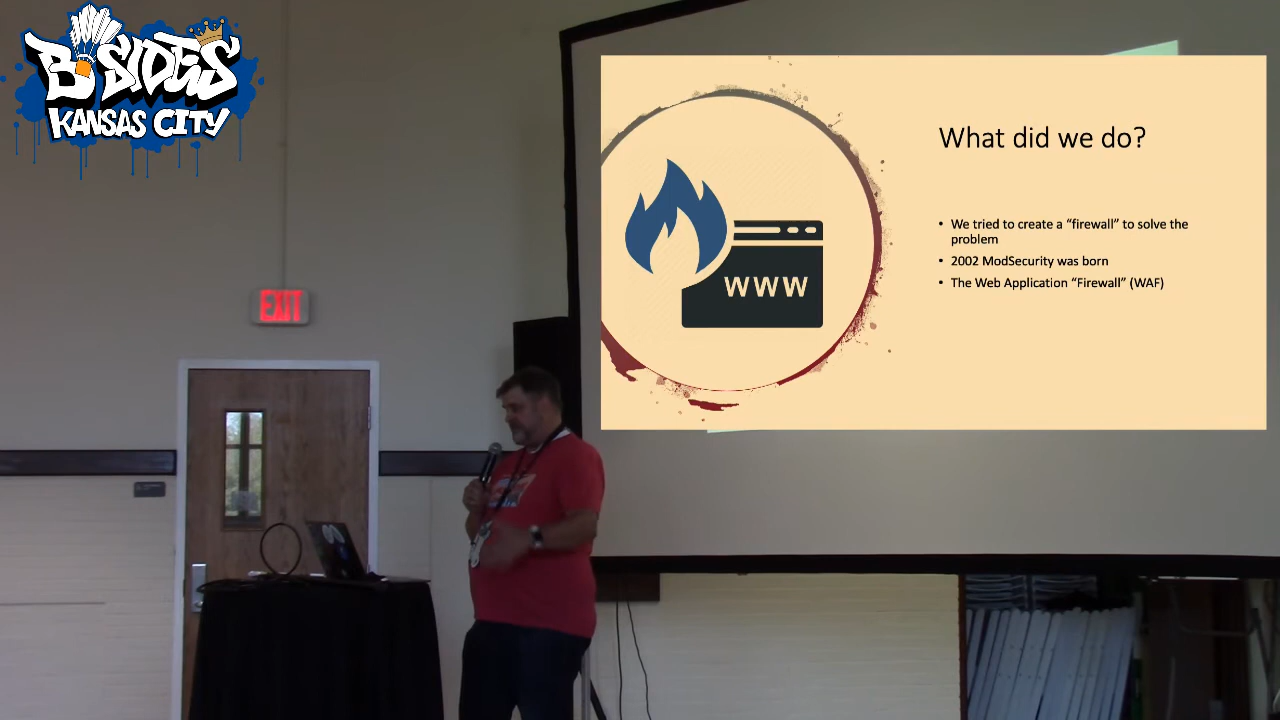 B·SIDES
KANSAS CITY
What did we do?
• We tried to create a “firewall” to solve the
problem
• 2002 ModSecurity was born
• The Web Application “Firewall” (WAF)
WWW
EXIT